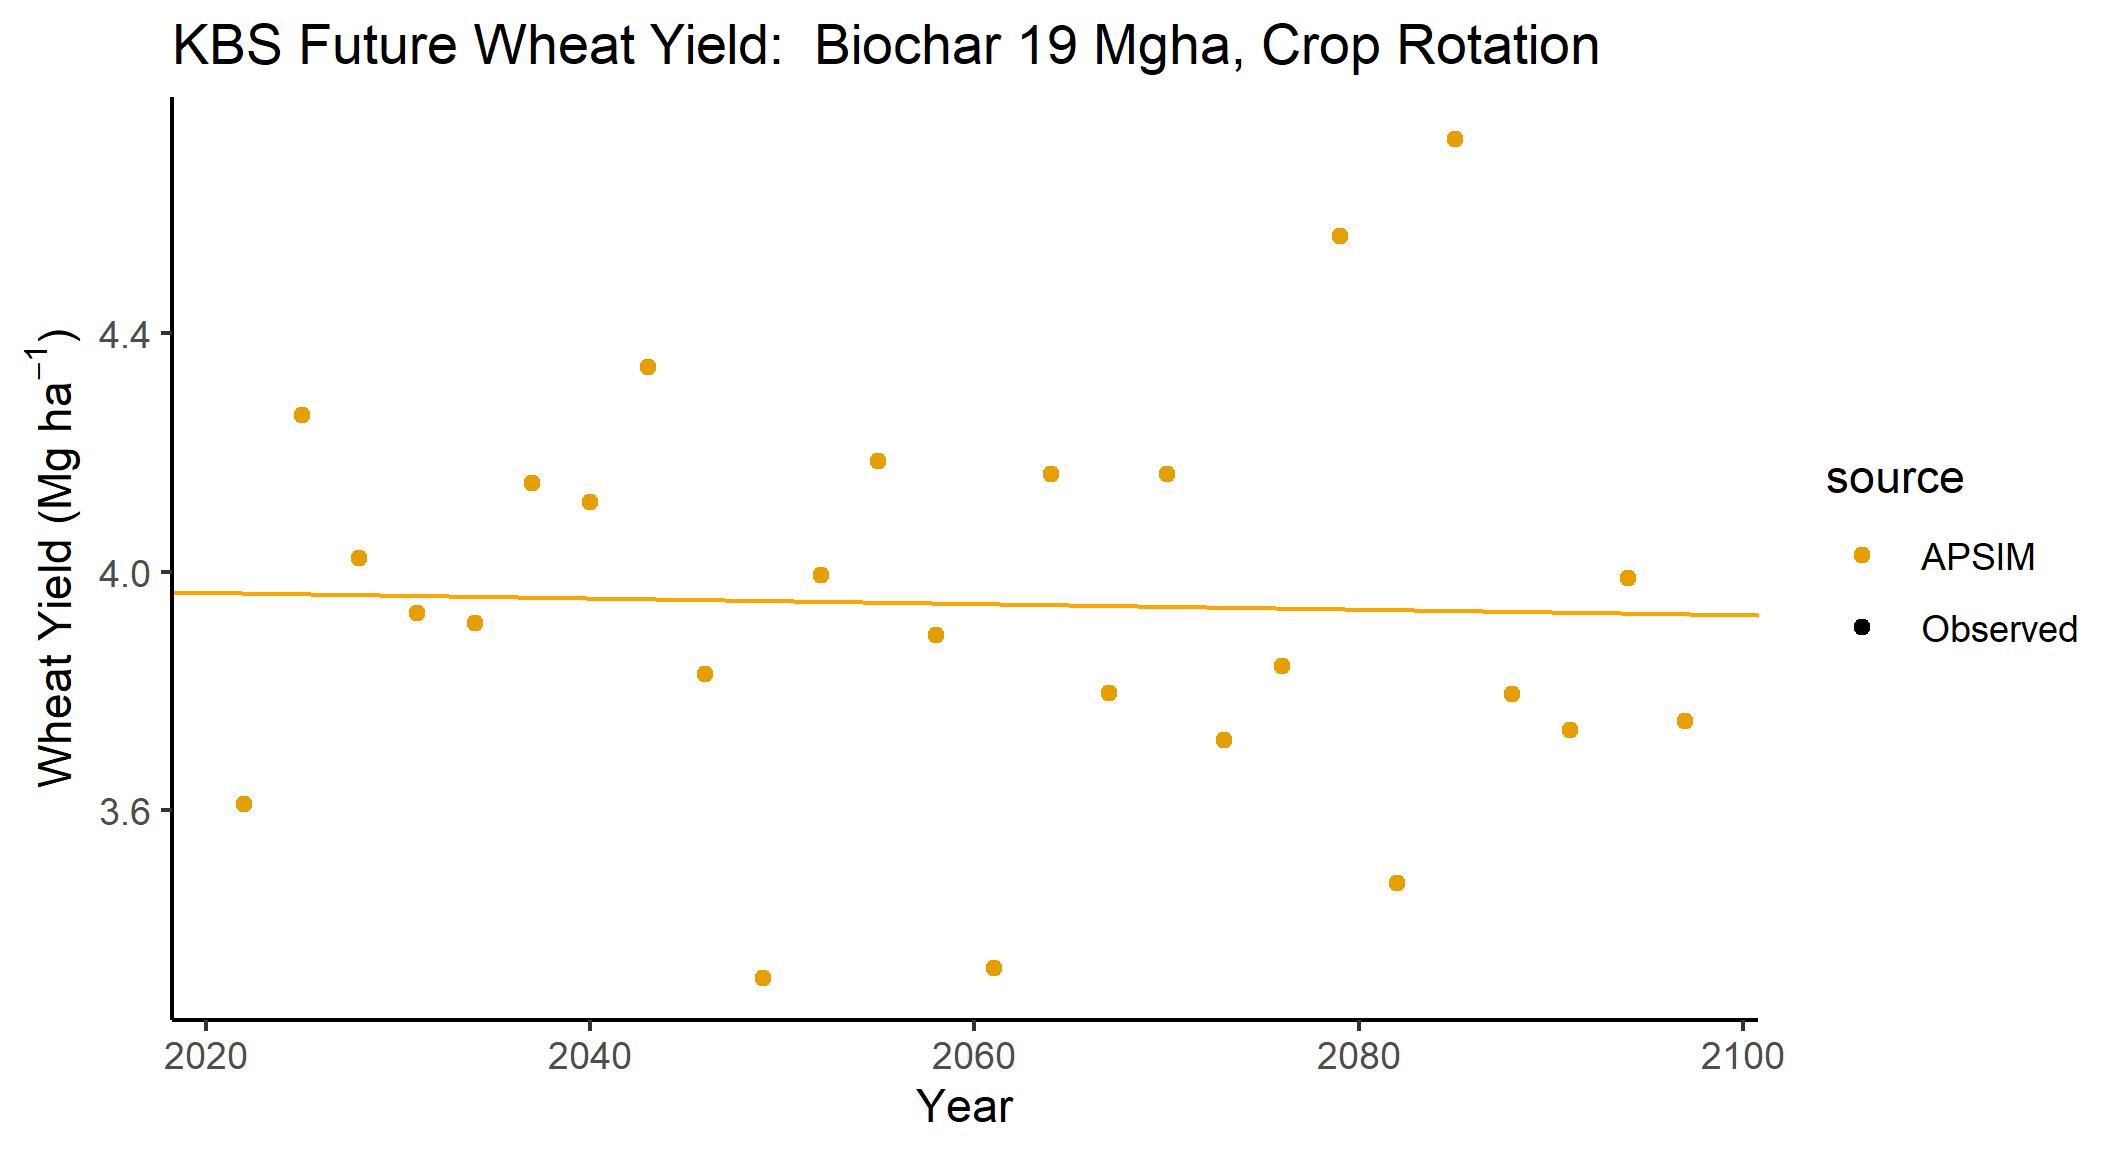 KBS Future Wheat Yield:  Biochar 19 Mgha, Crop Rotation
Wheat Yield (Mg ha⁻¹)
4.4
4.0
3.6
2020 2040 2060 2080 2100
Year
source
APSIM
Observed